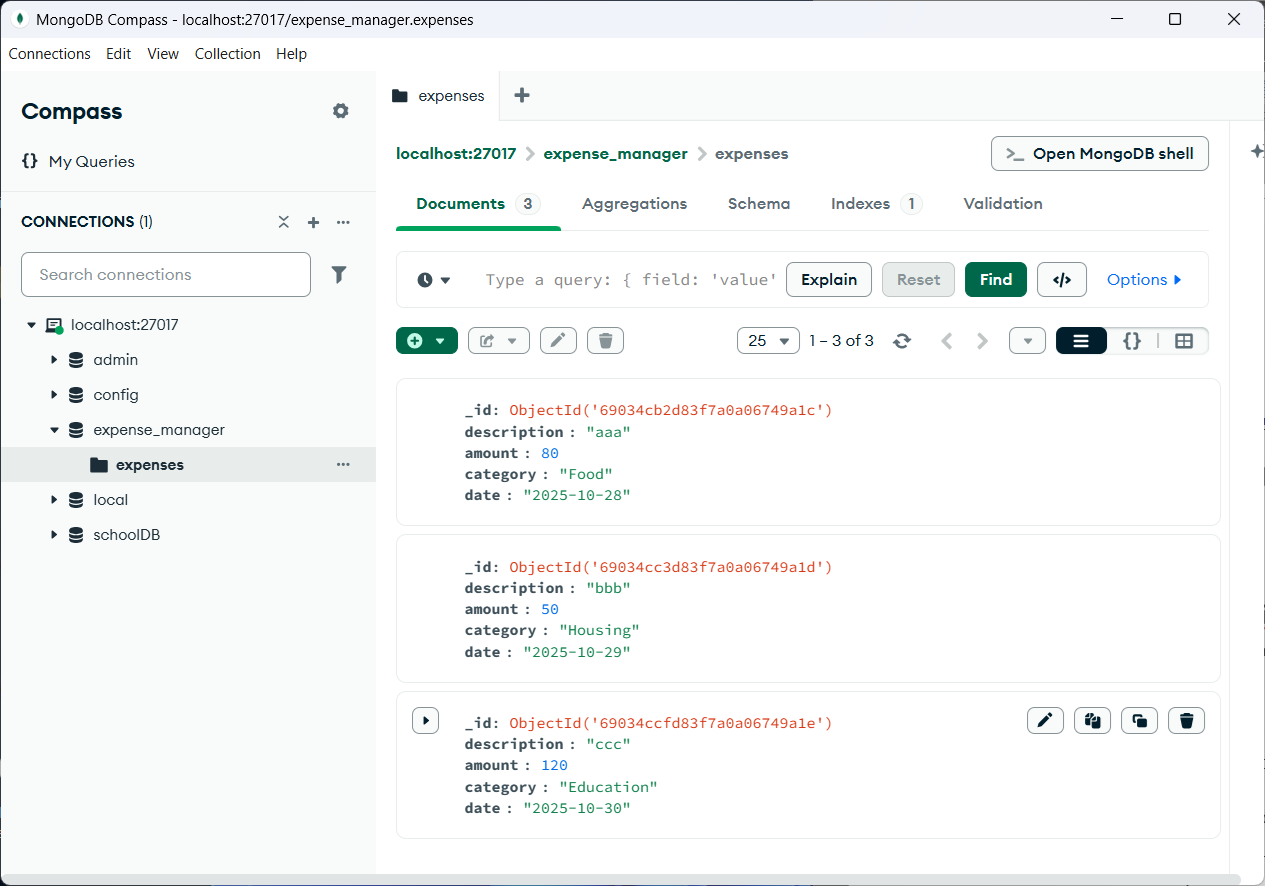 MongoDB Compass - localhost:27017/expense_manager.expenses
Connections Edit View Collection Help
Compass
{} My Queries
CONNECTIONS (1)
Search connections
localhost:27017
admin
config
expense_manager
expenses
local
schoolDB
expenses
localhost:27017 > expense_manager > expenses
>_ Open MongoDB shell
Documents 3 Aggregations Schema Indexes 1 Validation
Type a query: { field: 'value' Explain Reset Find </> Options
25 1 – 3 of 3 {}
_id: ObjectId('69034cb2d83f7a0a06749a1c')
description : "aaa"
amount : 80
category : "Food"
date : "2025-10-28"
_id: ObjectId('69034cc3d83f7a0a06749a1d')
description : "bbb"
amount : 50
category : "Housing"
date : "2025-10-29"
_id: ObjectId('69034ccfd83f7a0a06749a1e')
description : "ccc"
amount : 120
category : "Education"
date : "2025-10-30"